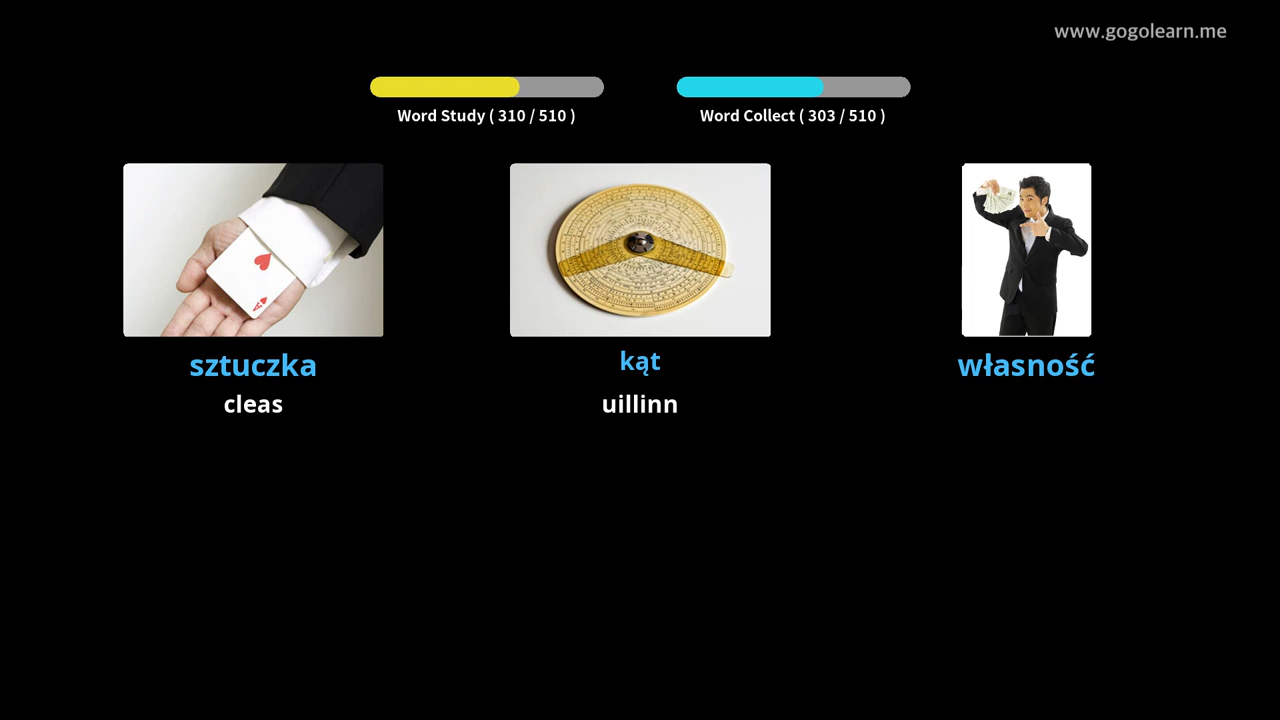 www.gogolearn.me
Word Study ( 310 / 510 )
Word Collect ( 303 / 510 )
sztuczka
kąt
własność
cleas
uillinn